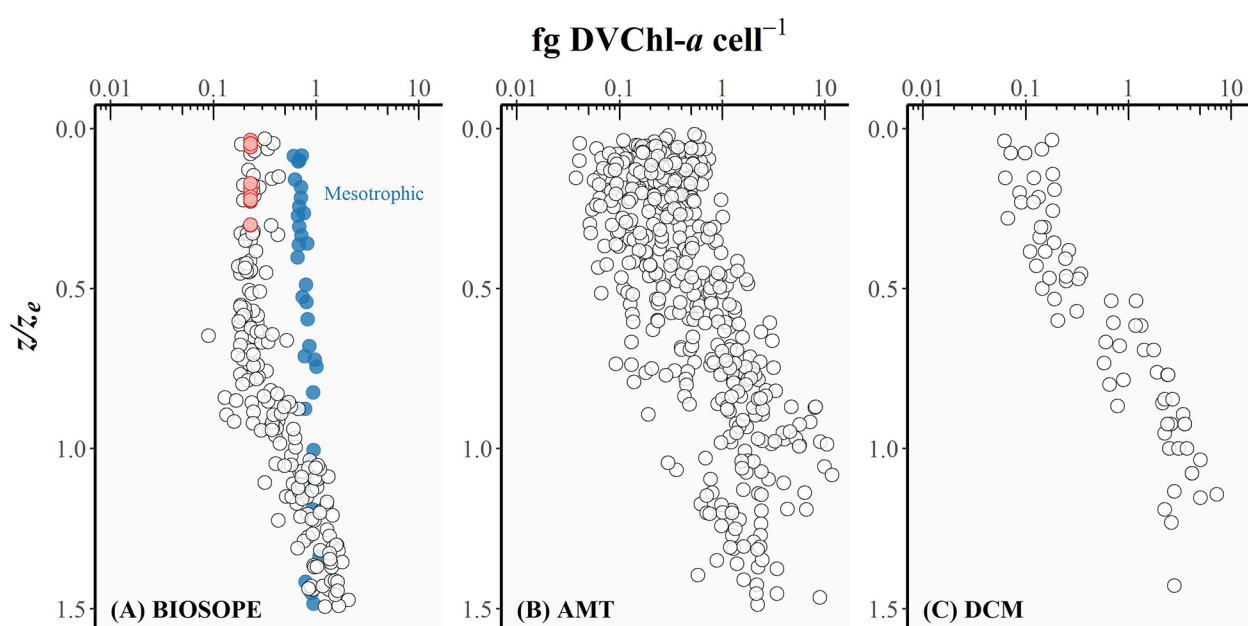 fg DVChl-a cell⁻¹
0.01 0.1 1 10 0.01 0.1 1 10 0.01 0.1 1 10
0.0 0.0 0.0
Mesotrophic
0.5 0.5 0.5
z/zₑ
1.0 1.0 1.0
1.5 (A) BIOSOPE 1.5 (B) AMT 1.5 (C) DCM